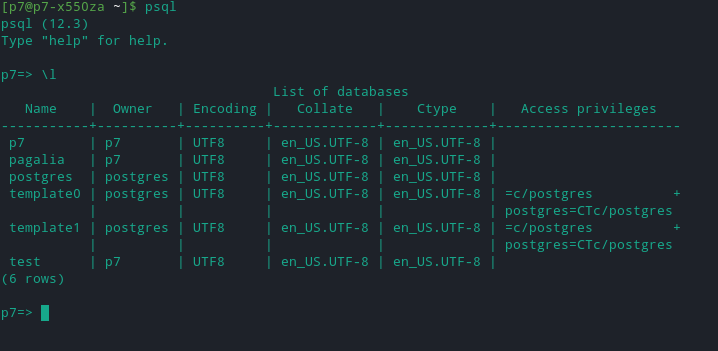 [p7@p7-x550za ~]$ psql
psql (12.3)
Type "help" for help.

p7=> \l
                                  List of databases
   Name    |  Owner   | Encoding |   Collate   |    Ctype    |   Access privileges
-----------+----------+----------+-------------+-------------+-----------------------
 p7        | p7       | UTF8     | en_US.UTF-8 | en_US.UTF-8 |
 pagalia   | p7       | UTF8     | en_US.UTF-8 | en_US.UTF-8 |
 postgres  | postgres | UTF8     | en_US.UTF-8 | en_US.UTF-8 |
 template0 | postgres | UTF8     | en_US.UTF-8 | en_US.UTF-8 | =c/postgres          +
           |          |          |             |             | postgres=CTc/postgres
 template1 | postgres | UTF8     | en_US.UTF-8 | en_US.UTF-8 | =c/postgres          +
           |          |          |             |             | postgres=CTc/postgres
 test      | p7       | UTF8     | en_US.UTF-8 | en_US.UTF-8 |
(6 rows)

p7=>